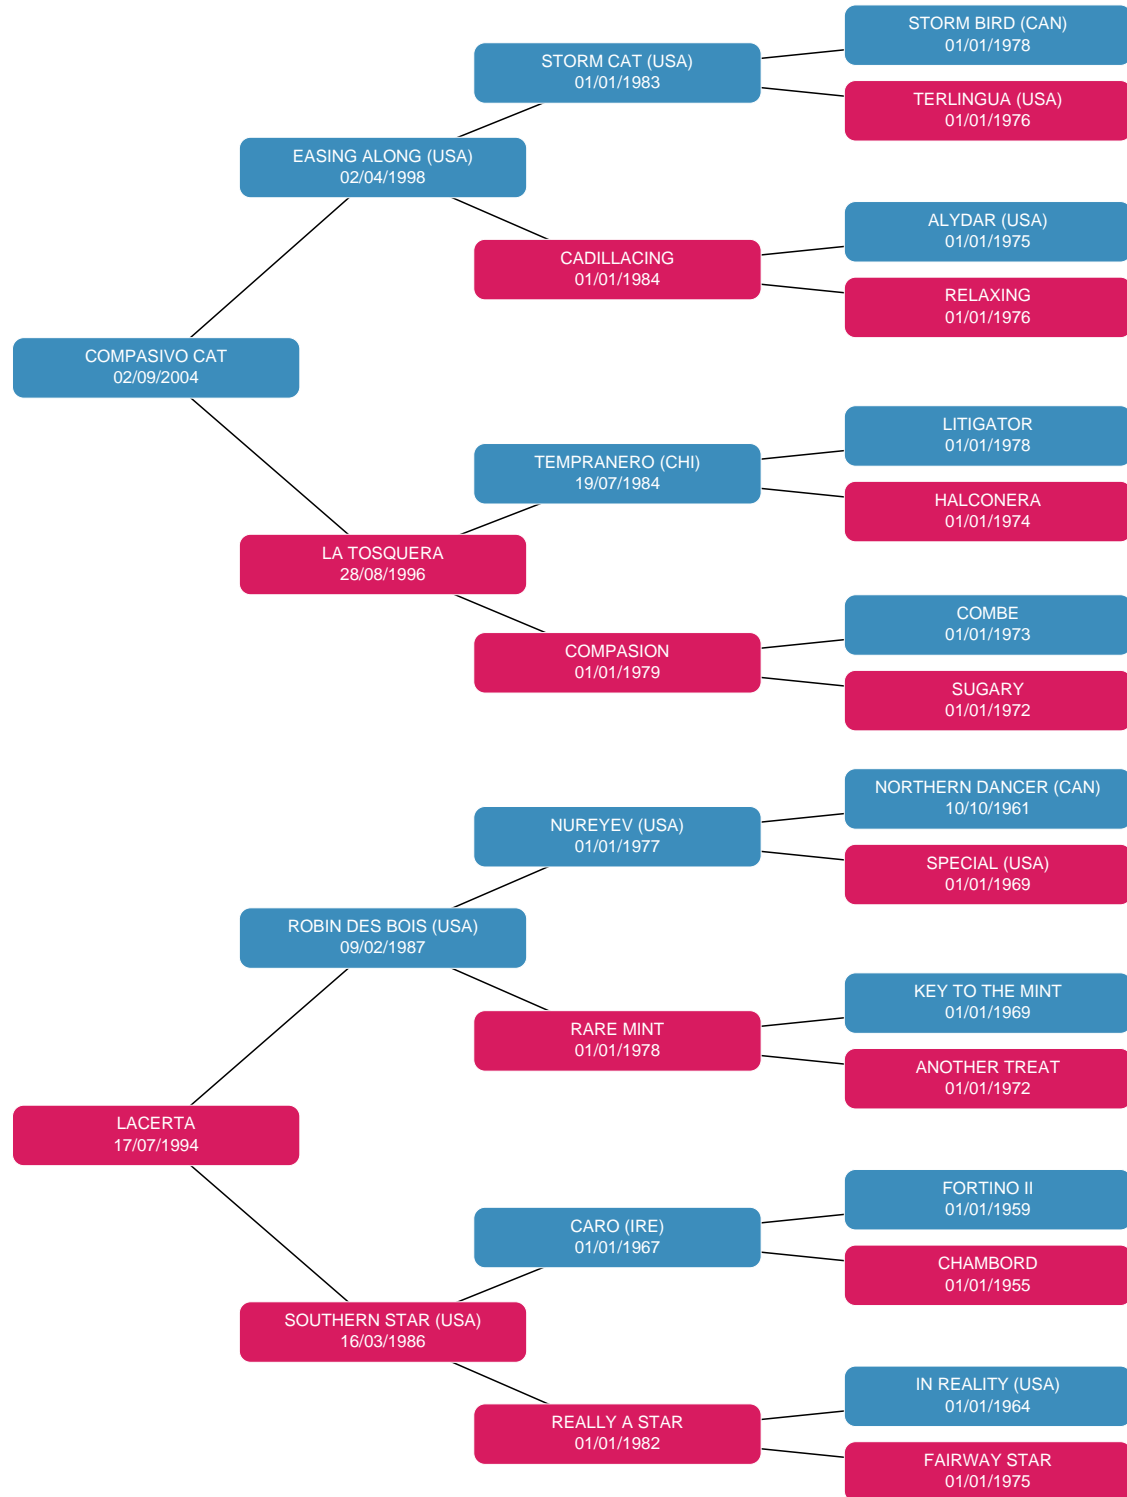 STORM BIRD (CAN)
01/01/1978
STORM CAT (USA)
01/01/1983
TERLINGUA (USA)
01/01/1976
EASING ALONG (USA)
02/04/1998
ALYDAR (USA)
01/01/1975
CADILLACING
01/01/1984
RELAXING
01/01/1976
COMPASIVO CAT
02/09/2004
LITIGATOR
01/01/1978
TEMPRANERO (CHI)
19/07/1984
HALCONERA
01/01/1974
LA TOSQUERA
28/08/1996
COMBE
01/01/1973
COMPASION
01/01/1979
SUGARY
01/01/1972
NORTHERN DANCER (CAN)
10/10/1961
NUREYEV (USA)
01/01/1977
SPECIAL (USA)
01/01/1969
ROBIN DES BOIS (USA)
09/02/1987
KEY TO THE MINT
01/01/1969
RARE MINT
01/01/1978
ANOTHER TREAT
01/01/1972
LACERTA
17/07/1994
FORTINO II
01/01/1959
CARO (IRE)
01/01/1967
CHAMBORD
01/01/1955
SOUTHERN STAR (USA)
16/03/1986
IN REALITY (USA)
01/01/1964
REALLY A STAR
01/01/1982
FAIRWAY STAR
01/01/1975